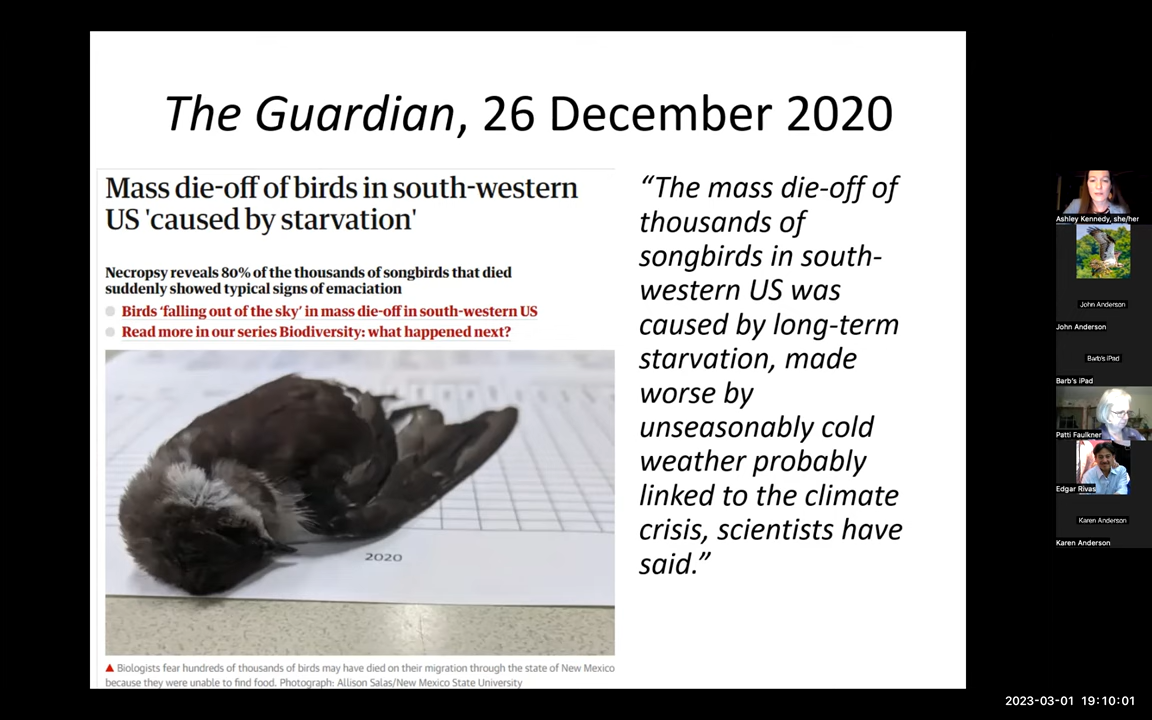 The Guardian, 26 December 2020
Mass die-off of birds in south-western
US 'caused by starvation'
Necropsy reveals 80% of the thousands of songbirds that died
suddenly showed typical signs of emaciation
Birds ‘falling out of the sky’ in mass die-off in south-western US
Read more in our series Biodiversity: what happened next?
2020
Biologists fear hundreds of thousands of birds may have died on their migration through the state of New Mexico
because they were unable to find food. Photograph: Allison Salas/New Mexico State University
“The mass die-off of
thousands of
songbirds in south-
western US was
caused by long-term
starvation, made
worse by
unseasonably cold
weather probably
linked to the climate
crisis, scientists have
said.”
Ashley Kennedy, she/her
John Anderson
John Anderson
Barb's iPad
Barb's iPad
Patti Faulkner
Edgar Rivas
Karen Anderson
Karen Anderson
2023-03-01 19:10:01